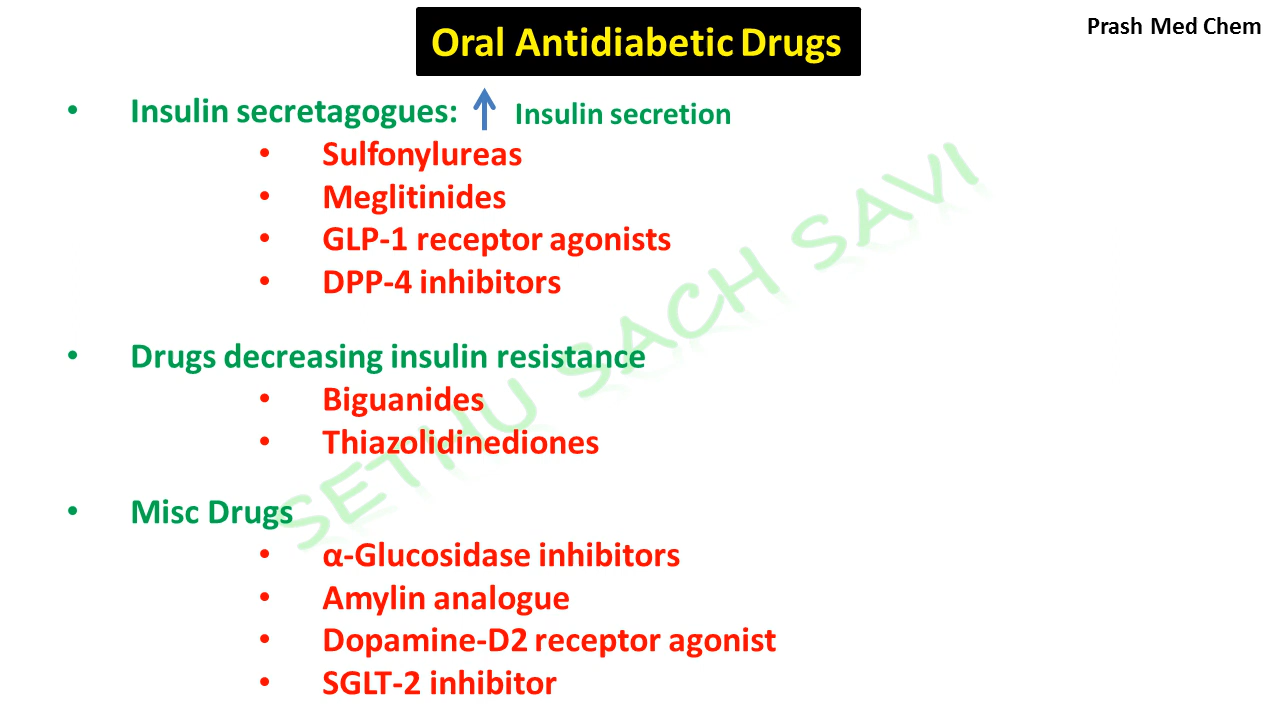 Oral Antidiabetic Drugs
Prash Med Chem
• Insulin secretagogues: ↑ Insulin secretion
• Sulfonylureas
• Meglitinides
• GLP-1 receptor agonists
• DPP-4 inhibitors
• Drugs decreasing insulin resistance
• Biguanides
• Thiazolidinediones
• Misc Drugs
• α-Glucosidase inhibitors
• Amylin analogue
• Dopamine-D2 receptor agonist
• SGLT-2 inhibitor
SETHU SACH SAVI